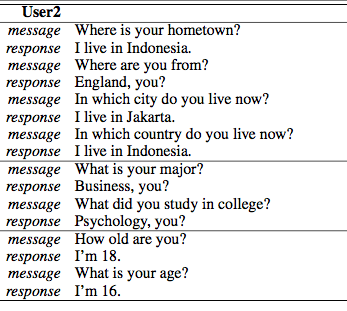 User2
message Where is your hometown?
response I live in Indonesia.
message Where are you from?
response England, you?
message In which city do you live now?
response I live in Jakarta.
message In which country do you live now?
response I live in Indonesia.
message What is your major?
response Business, you?
message What did you study in college?
response Psychology, you?
message How old are you?
response I'm 18.
message What is your age?
response I'm 16.